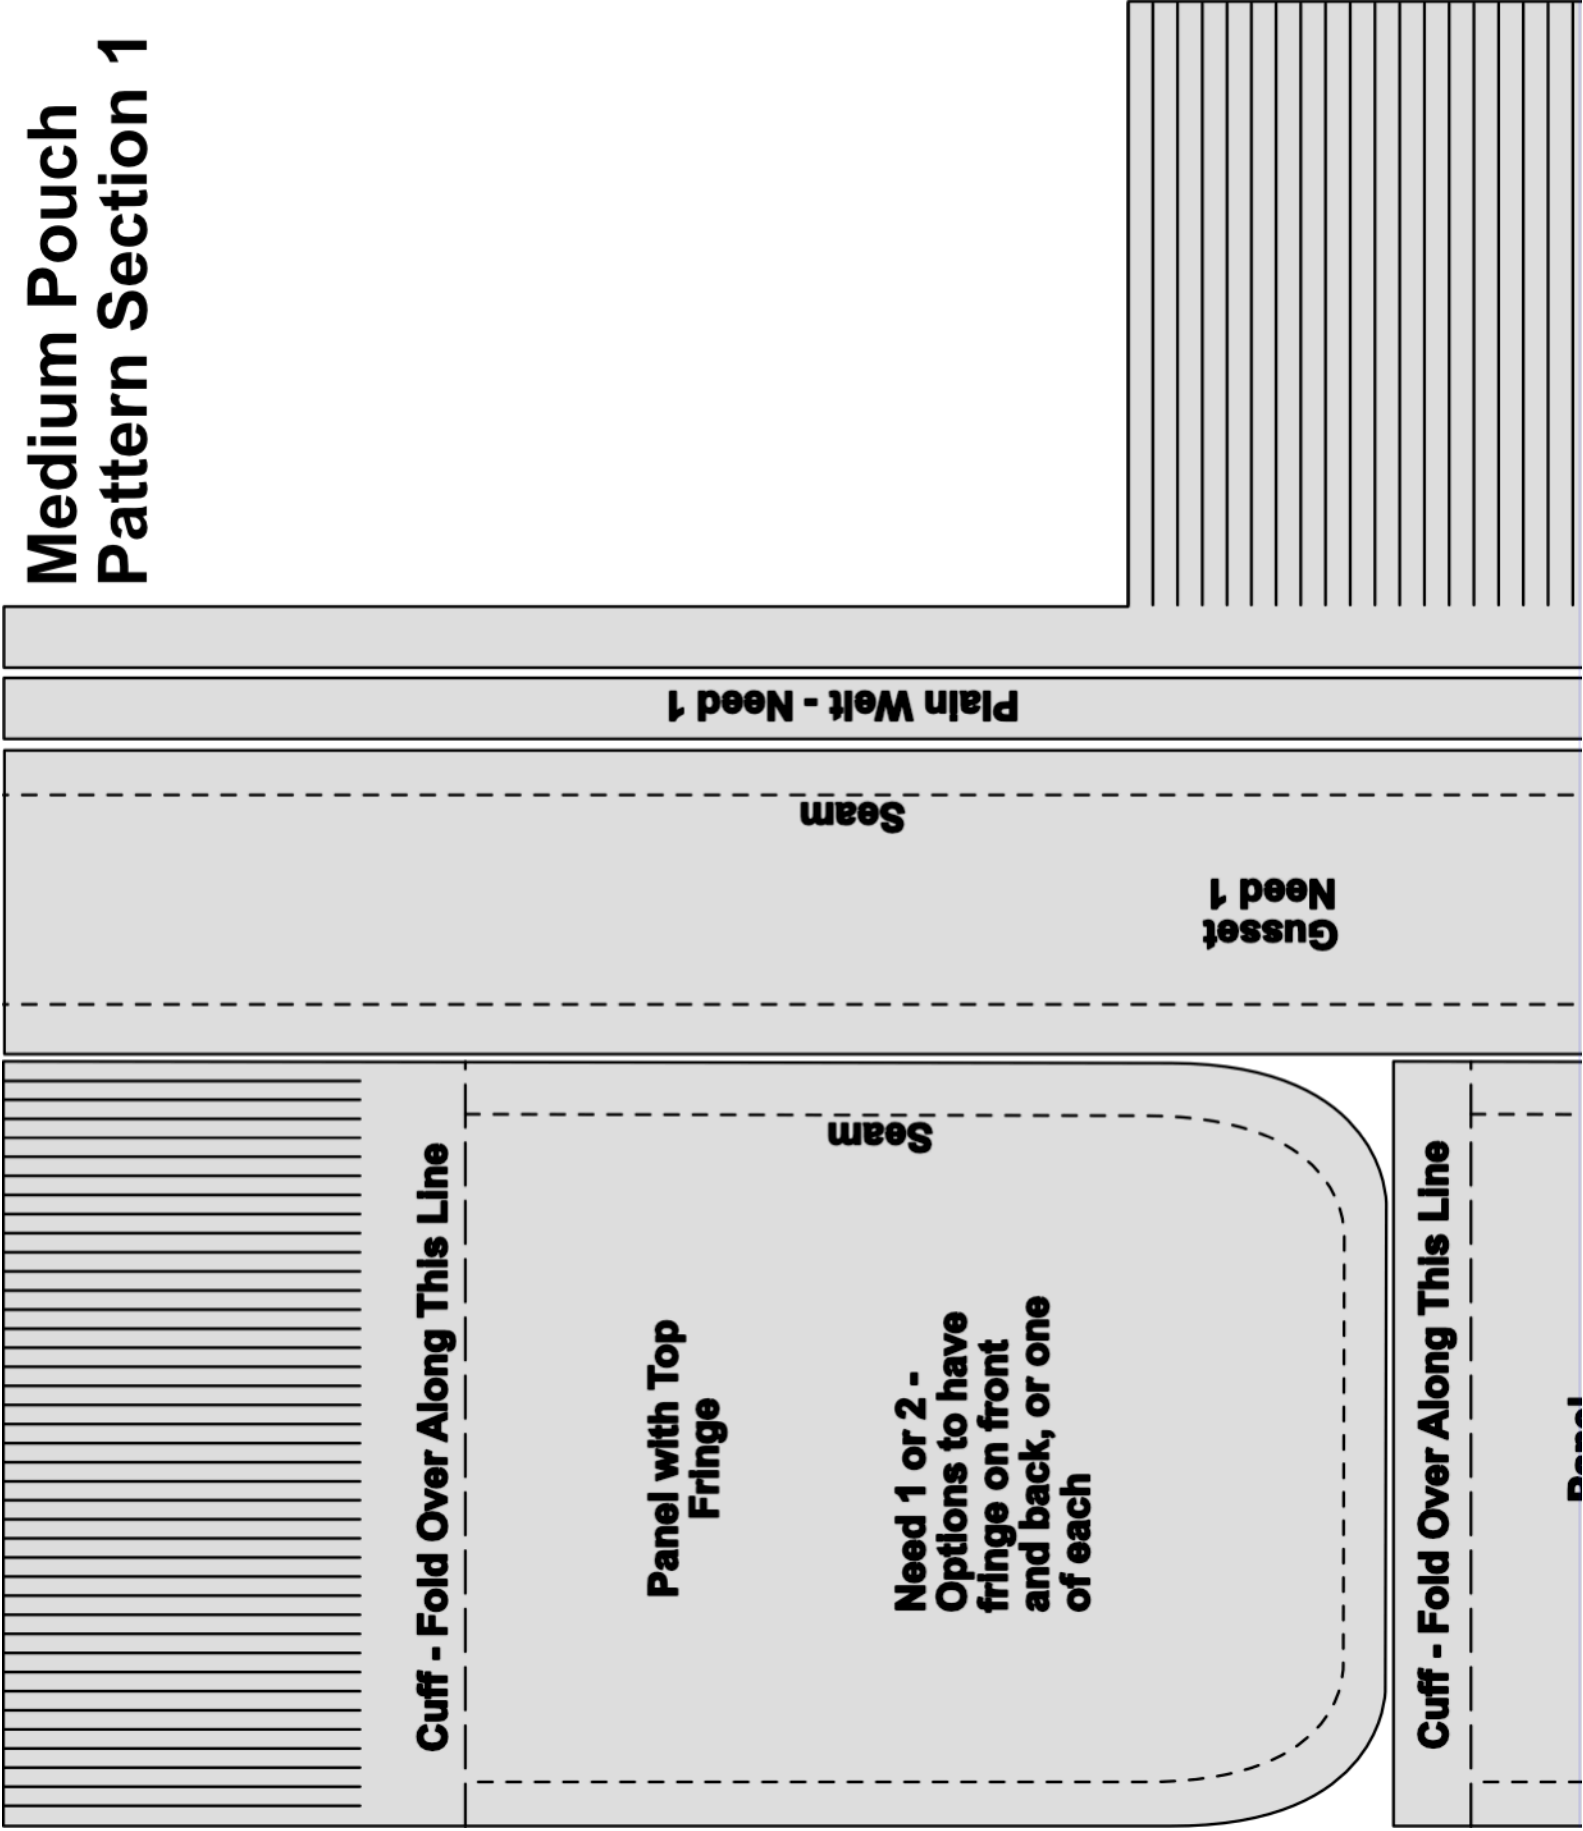 Medium Pouch
Pattern Section 1
Plain Welt - Need 1
Seam
Gusset
Need 1
Cuff - Fold Over Along This Line
Seam
Panel with Top
Fringe
Need 1 or 2 -
Options to have
fringe on front
and back, or one
of each
Cuff - Fold Over Along This Line